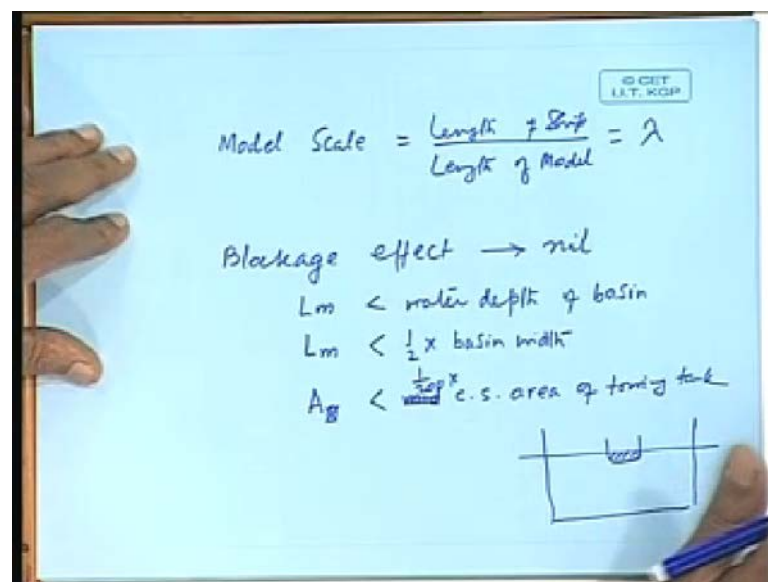 © CET
I.I.T. KGP
Model Scale = Length of Ship / Length of Model = λ
Blockage effect → nil
Lm < water depth of basin
Lm < 1/2 x basin width
A < 1/200 x c.s. area of towing tank